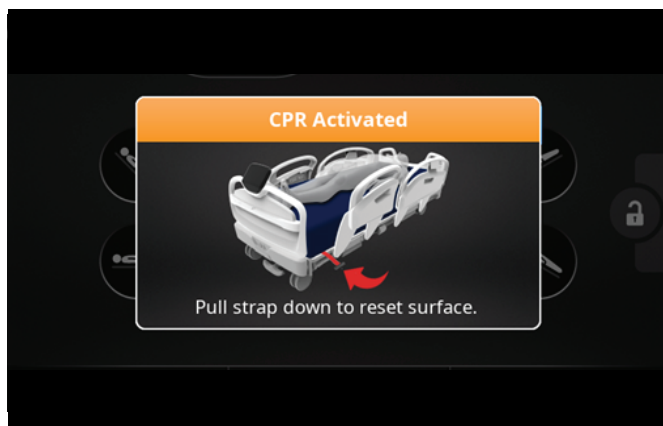 CPR Activated
Pull strap down to reset surface.